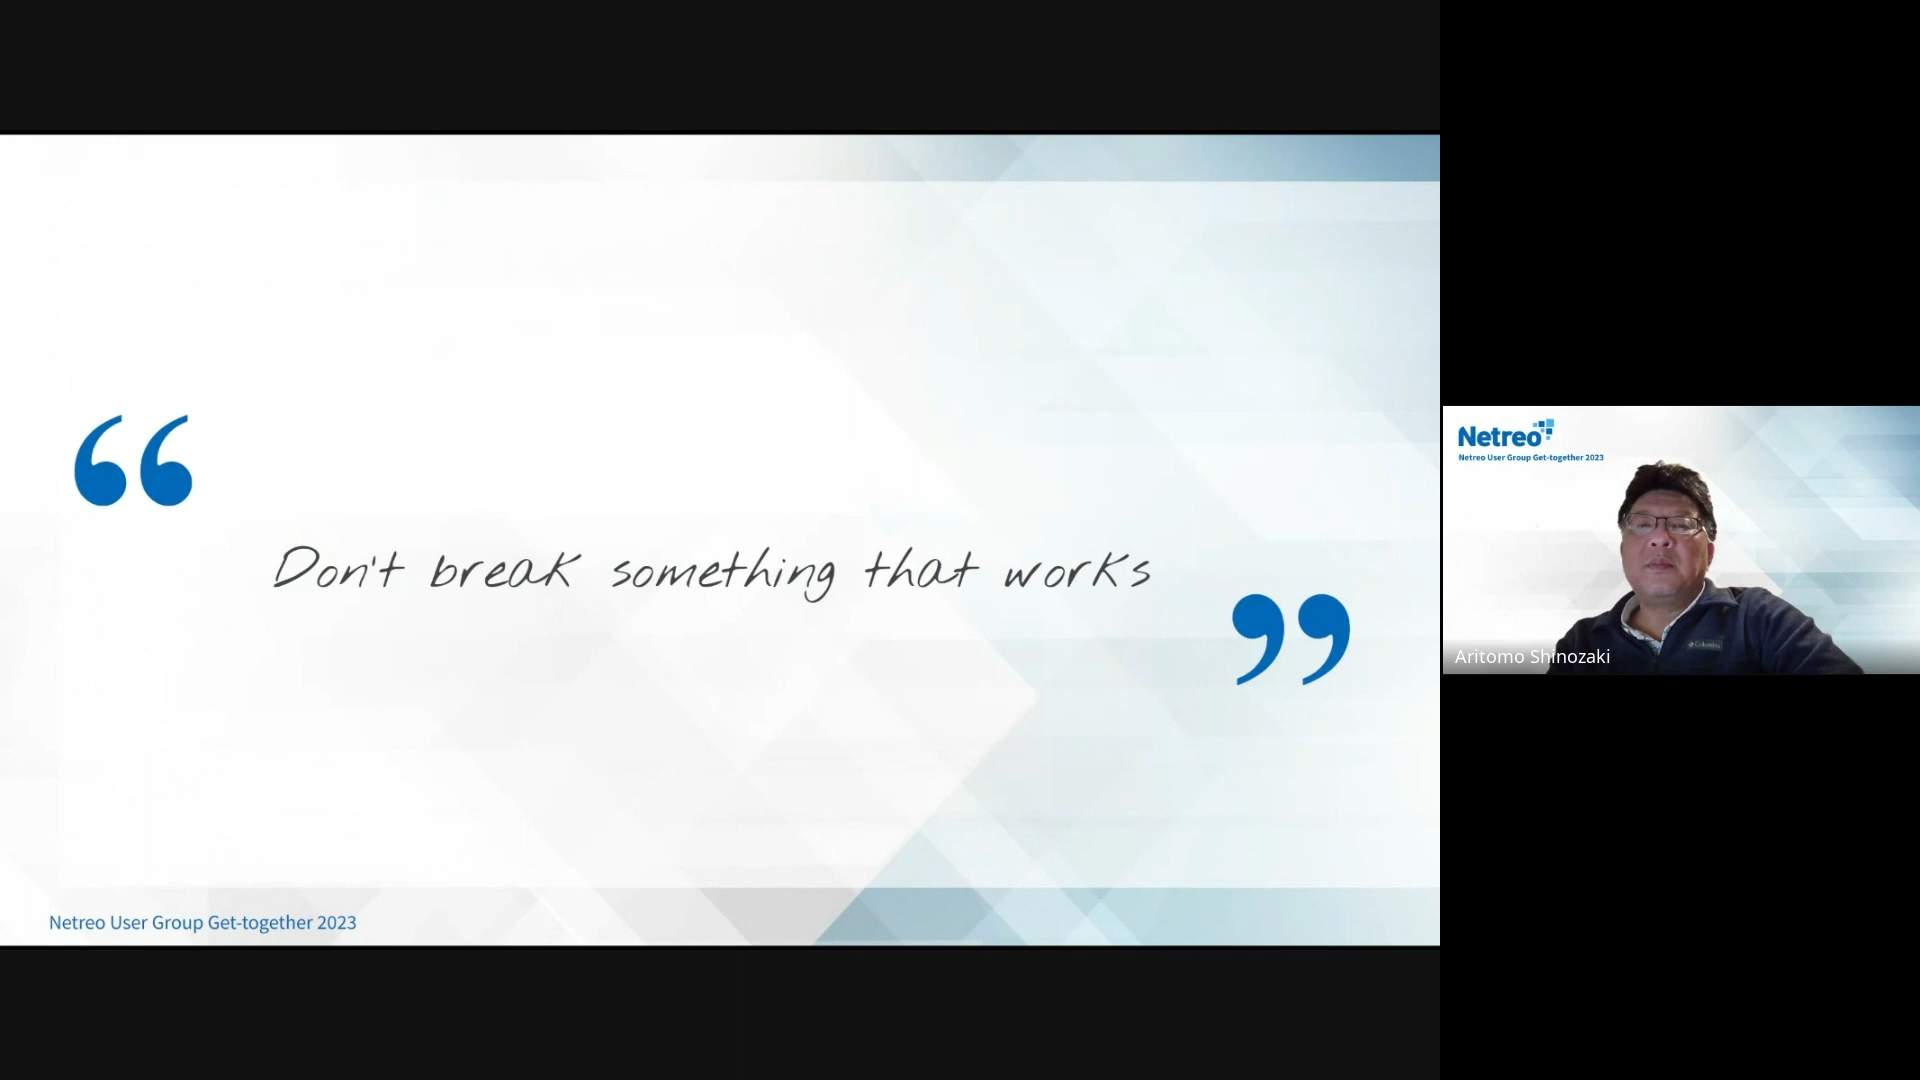 Don't break something that works
Netreo User Group Get-together 2023
Netreo
Netreo User Group Get-together 2023
Columbia
Aritomo Shinozaki